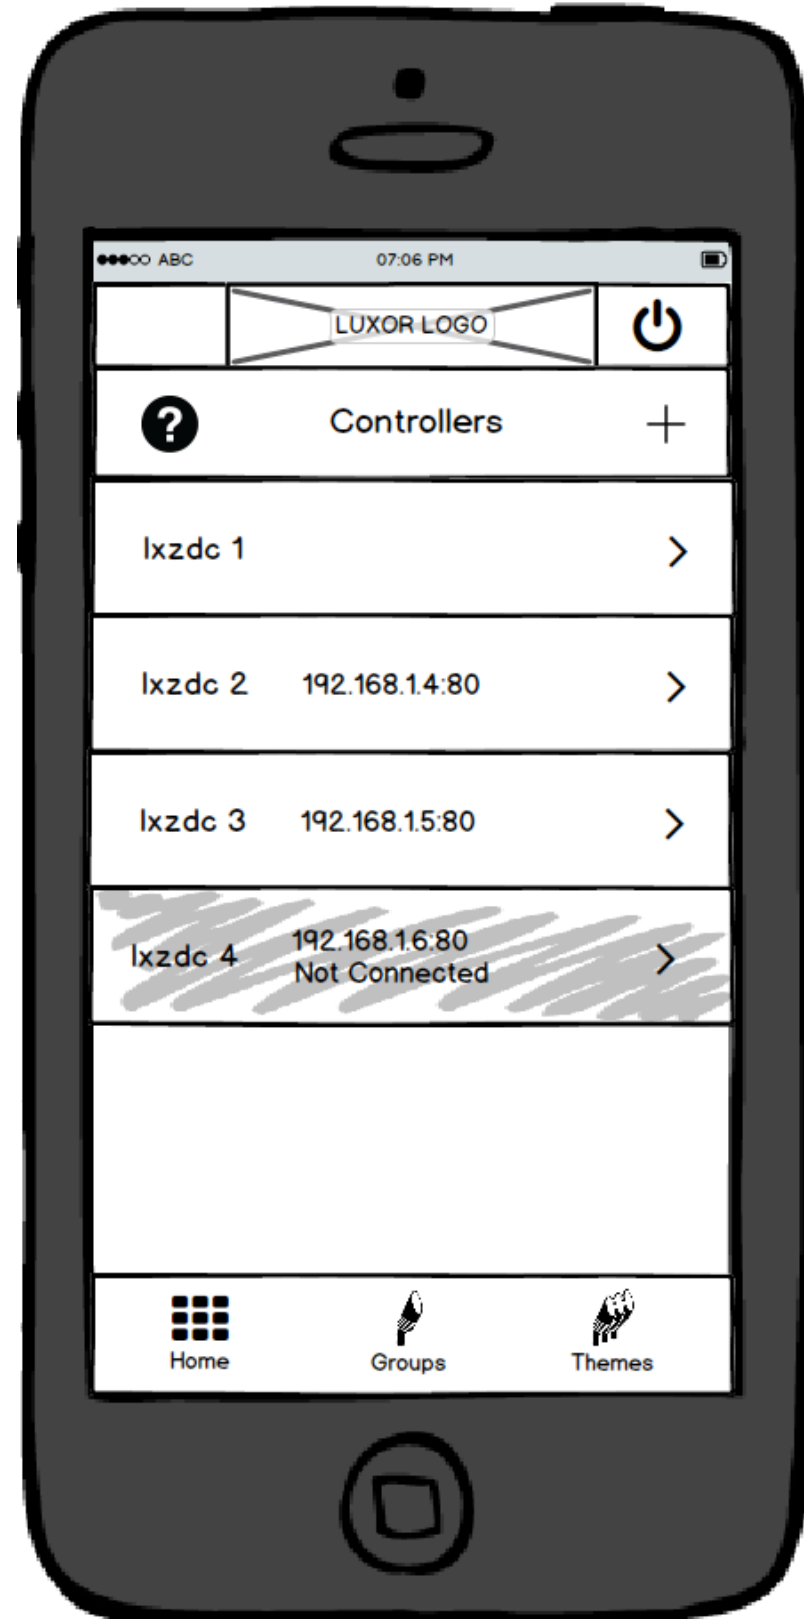 ABC 07:06 PM
LUXOR LOGO
? Controllers +
lxzdc 1
lxzdc 2 192.168.1.4:80
lxzdc 3 192.168.1.5:80
lxzdc 4 192.168.1.6:80
Not Connected
Home Groups Themes